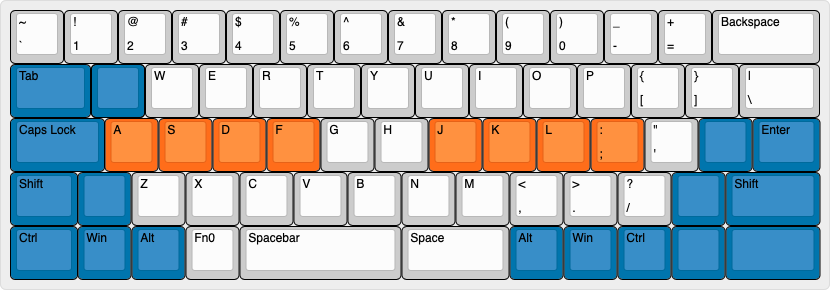 ~ ! @ # $ % ^ & * ( ) _ + Backspace
` 1 2 3 4 5 6 7 8 9 0 - =
Tab W E R T Y U I O P { } |
[ ] \
Caps Lock A S D F G H J K L : " Enter
; '
Shift Z X C V B N M < > ? Shift
, . /
Ctrl Win Alt Fn0 Spacebar Space Alt Win Ctrl